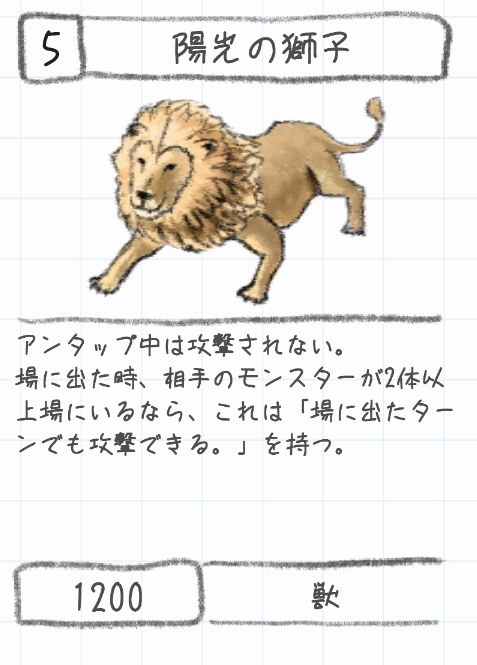 5
陽光の獅子
アンタップ中は攻撃されない。
場に出た時、相手のモンスターが2体以
上場にいるなら、これは「場に出たター
ンでも攻撃できる。」を持つ。
1200
獣